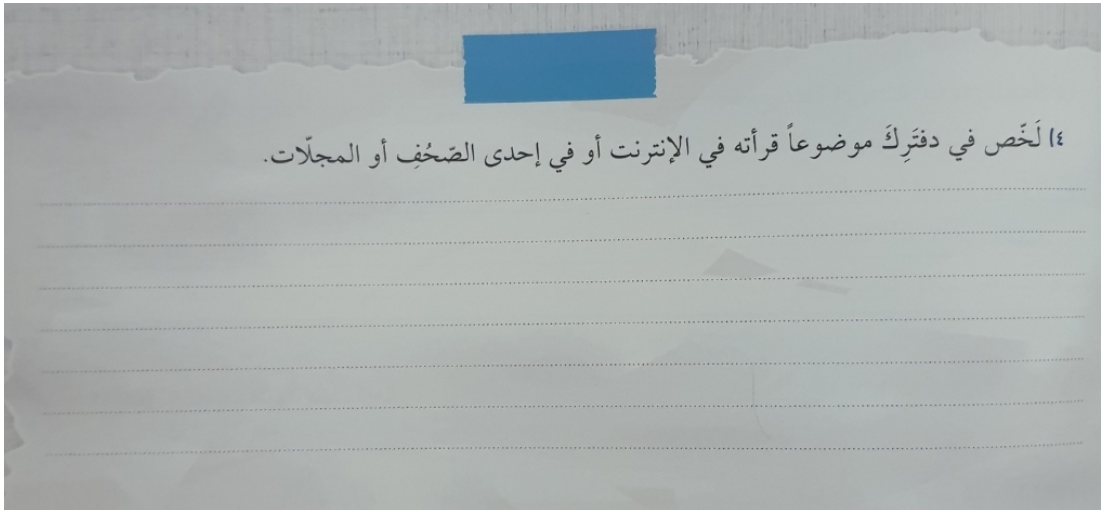 ٤| لَخِّص في دفتَرِكَ موضوعاً قرأته في الإنترنت أو في إحدى الصّحُفِ أو المجلّات.